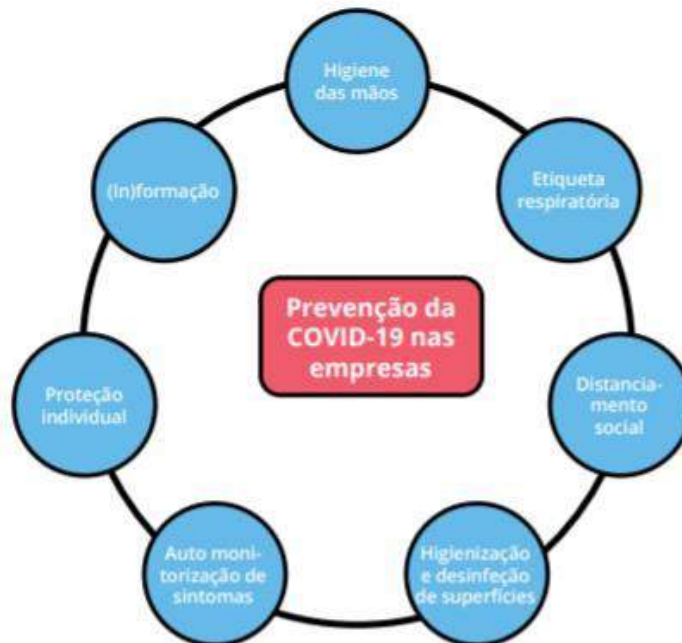 Higiene
das mãos
Etiqueta
respiratória
Distancia-
mento
social
Higienização
e desinfeção
de superfícies
Auto moni-
torização de
sintomas
Proteção
individual
(In)formação
Prevenção da
COVID-19 nas
empresas